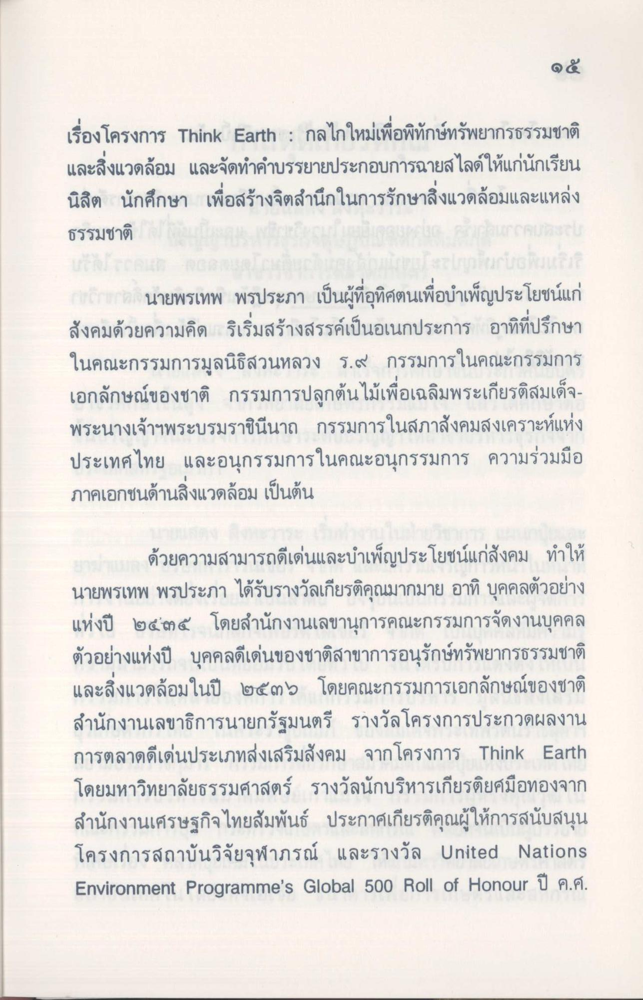 ๑๕
เรื่องโครงการ Think Earth : กลไกใหม่เพื่อพิทักษ์ทรัพยากรธรรมชาติ
และสิ่งแวดล้อม และจัดทำคำบรรยายประกอบการฉายสไลด์ให้แก่นักเรียน
นิสิต นักศึกษา เพื่อสร้างจิตสำนึกในการรักษาสิ่งแวดล้อมและแหล่ง
ธรรมชาติ
นายพรเทพ พรประภา เป็นผู้ที่อุทิศตนเพื่อบำเพ็ญประโยชน์แก่
สังคมด้วยความคิด ริเริ่มสร้างสรรค์เป็นอเนกประการ อาทิที่ปรึกษา
ในคณะกรรมการมูลนิธิสวนหลวง ร.๙ กรรมการในคณะกรรมการ
เอกลักษณ์ของชาติ กรรมการปลูกต้นไม้เพื่อเฉลิมพระเกียรติสมเด็จ-
พระนางเจ้าฯพระบรมราชินีนาถ กรรมการในสภาสังคมสงเคราะห์แห่ง
ประเทศไทย และอนุกรรมการในคณะอนุกรรมการ ความร่วมมือ
ภาคเอกชนด้านสิ่งแวดล้อม เป็นต้น
ด้วยความสามารถดีเด่นและบำเพ็ญประโยชน์แก่สังคม ทำให้
นายพรเทพ พรประภา ได้รับรางวัลเกียรติคุณมากมาย อาทิ บุคคลตัวอย่าง
แห่งปี ๒๕๓๕ โดยสำนักงานเลขานุการคณะกรรมการจัดงานบุคคล
ตัวอย่างแห่งปี บุคคลดีเด่นของชาติสาขาการอนุรักษ์ทรัพยากรธรรมชาติ
และสิ่งแวดล้อมในปี ๒๕๓๖ โดยคณะกรรมการเอกลักษณ์ของชาติ
สำนักงานเลขาธิการนายกรัฐมนตรี รางวัลโครงการประกวดผลงาน
การตลาดดีเด่นประเภทส่งเสริมสังคม จากโครงการ Think Earth
โดยมหาวิทยาลัยธรรมศาสตร์ รางวัลนักบริหารเกียรติยศมือทองจาก
สำนักงานเศรษฐกิจไทยสัมพันธ์ ประกาศเกียรติคุณผู้ให้การสนับสนุน
โครงการสถาบันวิจัยจุฬาภรณ์ และรางวัล United Nations
Environment Programme's Global 500 Roll of Honour ปี ค.ศ.